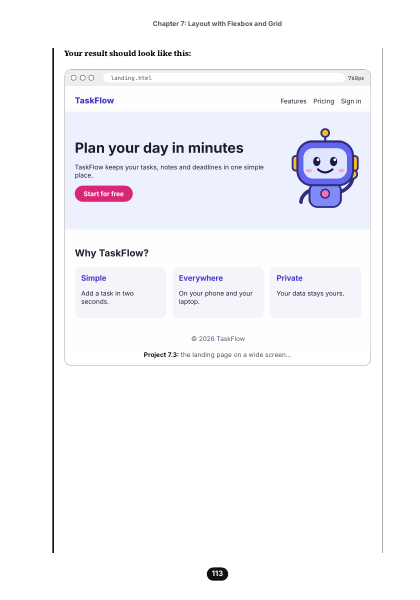 Chapter 7: Layout with Flexbox and Grid
Your result should look like this:
landing.html
760px
TaskFlow
Features Pricing Sign in
Plan your day in minutes
TaskFlow keeps your tasks, notes and deadlines in one simple
place.
Start for free
Why TaskFlow?
Simple
Add a task in two
seconds.
Everywhere
On your phone and your
laptop.
Private
Your data stays yours.
© 2026 TaskFlow
Project 7.3: the landing page on a wide screen...
113